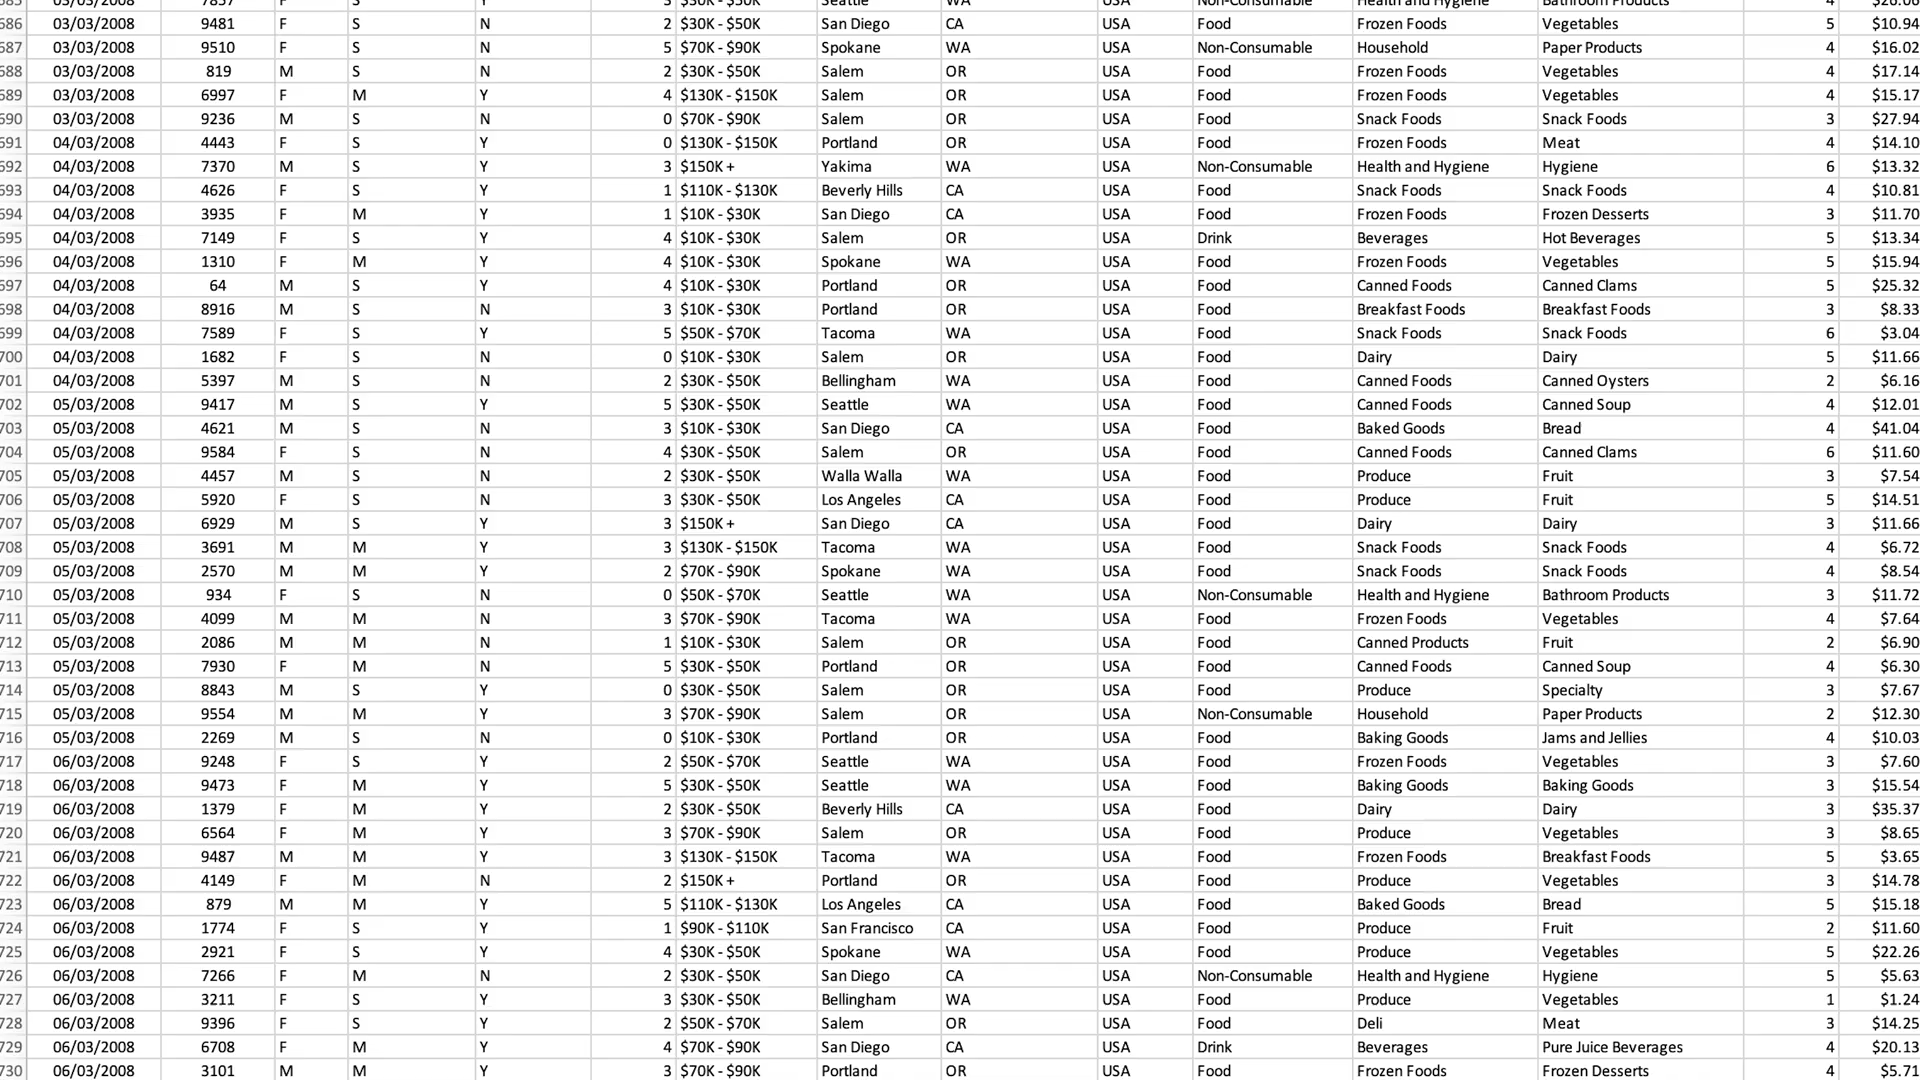 685 03/03/2008 7857 F S Y 3 $30K - $50K Seattle WA USA Non-Consumable Health and Hygiene Bathroom Products 4 $26.06
686 03/03/2008 9481 F S N 2 $30K - $50K San Diego CA USA Food Frozen Foods Vegetables 5 $10.94
687 03/03/2008 9510 F S N 5 $70K - $90K Spokane WA USA Non-Consumable Household Paper Products 4 $16.02
688 03/03/2008 819 M S N 2 $30K - $50K Salem OR USA Food Frozen Foods Vegetables 4 $17.14
689 03/03/2008 6997 F M Y 4 $130K - $150K Salem OR USA Food Frozen Foods Vegetables 4 $15.17
690 03/03/2008 9236 M S N 0 $70K - $90K Salem OR USA Food Snack Foods Snack Foods 3 $27.94
691 04/03/2008 4443 F S Y 0 $130K - $150K Portland OR USA Food Frozen Foods Meat 4 $14.10
692 04/03/2008 7370 M S Y 3 $150K + Yakima WA USA Non-Consumable Health and Hygiene Hygiene 6 $13.32
693 04/03/2008 4626 F S Y 1 $110K - $130K Beverly Hills CA USA Food Snack Foods Snack Foods 4 $10.81
694 04/03/2008 3935 F M Y 1 $10K - $30K San Diego CA USA Food Frozen Foods Frozen Desserts 3 $11.70
695 04/03/2008 7149 F S Y 4 $10K - $30K Salem OR USA Drink Beverages Hot Beverages 5 $13.34
696 04/03/2008 1310 F M Y 4 $10K - $30K Spokane WA USA Food Frozen Foods Vegetables 5 $15.94
697 04/03/2008 64 M S Y 4 $10K - $30K Portland OR USA Food Canned Foods Canned Clams 5 $25.32
698 04/03/2008 8916 M S N 3 $10K - $30K Portland OR USA Food Breakfast Foods Breakfast Foods 3 $8.33
699 04/03/2008 7589 F S Y 5 $50K - $70K Tacoma WA USA Food Snack Foods Snack Foods 6 $3.04
700 04/03/2008 1682 F S N 0 $10K - $30K Salem OR USA Food Dairy Dairy 5 $11.66
701 04/03/2008 5397 M S N 2 $30K - $50K Bellingham WA USA Food Canned Foods Canned Oysters 2 $6.16
702 05/03/2008 9417 M S Y 5 $30K - $50K Seattle WA USA Food Canned Foods Canned Soup 4 $12.01
703 05/03/2008 4621 M S N 3 $10K - $30K San Diego CA USA Food Baked Goods Bread 4 $41.04
704 05/03/2008 9584 F S N 4 $30K - $50K Salem OR USA Food Canned Foods Canned Clams 6 $11.60
705 05/03/2008 4457 M S N 2 $30K - $50K Walla Walla WA USA Food Produce Fruit 3 $7.54
706 05/03/2008 5920 F S N 3 $30K - $50K Los Angeles CA USA Food Produce Fruit 5 $14.51
707 05/03/2008 6929 M S Y 3 $150K + San Diego CA USA Food Dairy Dairy 3 $11.66
708 05/03/2008 3691 M M Y 3 $130K - $150K Tacoma WA USA Food Snack Foods Snack Foods 4 $6.72
709 05/03/2008 2570 M M Y 2 $70K - $90K Spokane WA USA Food Snack Foods Snack Foods 4 $8.54
710 05/03/2008 934 F S N 0 $50K - $70K Seattle WA USA Non-Consumable Health and Hygiene Bathroom Products 3 $11.72
711 05/03/2008 4099 M M N 3 $70K - $90K Tacoma WA USA Food Frozen Foods Vegetables 4 $7.64
712 05/03/2008 2086 M M N 1 $10K - $30K Salem OR USA Food Canned Products Fruit 2 $6.90
713 05/03/2008 7930 F M N 5 $30K - $50K Portland OR USA Food Canned Foods Canned Soup 4 $6.30
714 05/03/2008 8843 M S Y 0 $30K - $50K Salem OR USA Food Produce Specialty 3 $7.67
715 05/03/2008 9554 M M Y 3 $70K - $90K Salem OR USA Non-Consumable Household Paper Products 2 $12.30
716 05/03/2008 2269 M S N 0 $10K - $30K Portland OR USA Food Baking Goods Jams and Jellies 4 $10.03
717 06/03/2008 9248 F S Y 2 $50K - $70K Seattle WA USA Food Frozen Foods Vegetables 3 $7.60
718 06/03/2008 9473 F M Y 5 $30K - $50K Seattle WA USA Food Baking Goods Baking Goods 3 $15.54
719 06/03/2008 1379 F M Y 2 $30K - $50K Beverly Hills CA USA Food Dairy Dairy 3 $35.37
720 06/03/2008 6564 F M Y 3 $70K - $90K Salem OR USA Food Produce Vegetables 3 $8.65
721 06/03/2008 9487 M M Y 3 $130K - $150K Tacoma WA USA Food Frozen Foods Breakfast Foods 5 $3.65
722 06/03/2008 4149 F M N 2 $150K + Portland OR USA Food Produce Vegetables 3 $14.78
723 06/03/2008 879 M M Y 5 $110K - $130K Los Angeles CA USA Food Baked Goods Bread 5 $15.18
724 06/03/2008 1774 F S Y 1 $90K - $110K San Francisco CA USA Food Produce Fruit 2 $11.60
725 06/03/2008 2921 F S Y 4 $30K - $50K Spokane WA USA Food Produce Vegetables 5 $22.26
726 06/03/2008 7266 F M N 2 $30K - $50K San Diego CA USA Non-Consumable Health and Hygiene Hygiene 5 $5.63
727 06/03/2008 3211 F S Y 3 $30K - $50K Bellingham WA USA Food Produce Vegetables 1 $1.24
728 06/03/2008 9396 F S Y 2 $50K - $70K Salem OR USA Food Deli Meat 3 $14.25
729 06/03/2008 6708 F M Y 4 $70K - $90K San Diego CA USA Drink Beverages Pure Juice Beverages 4 $20.13
730 06/03/2008 3101 M M Y 3 $70K - $90K Portland OR USA Food Frozen Foods Frozen Desserts 4 $5.71